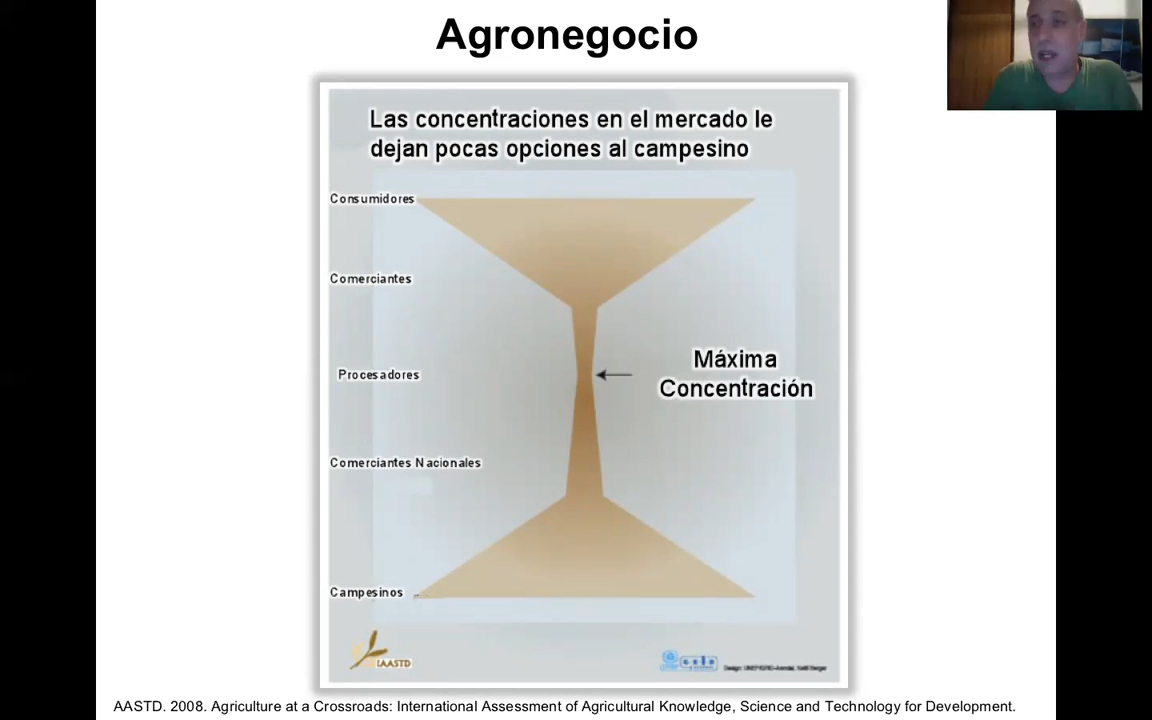 Agronegocio
Las concentraciones en el mercado le
dejan pocas opciones al campesino
Consumidores
Comerciantes
Procesadores
Máxima
Concentración
Comerciantes Nacionales
Campesinos
IAASTD
AASTD. 2008. Agriculture at a Crossroads: International Assessment of Agricultural Knowledge, Science and Technology for Development.